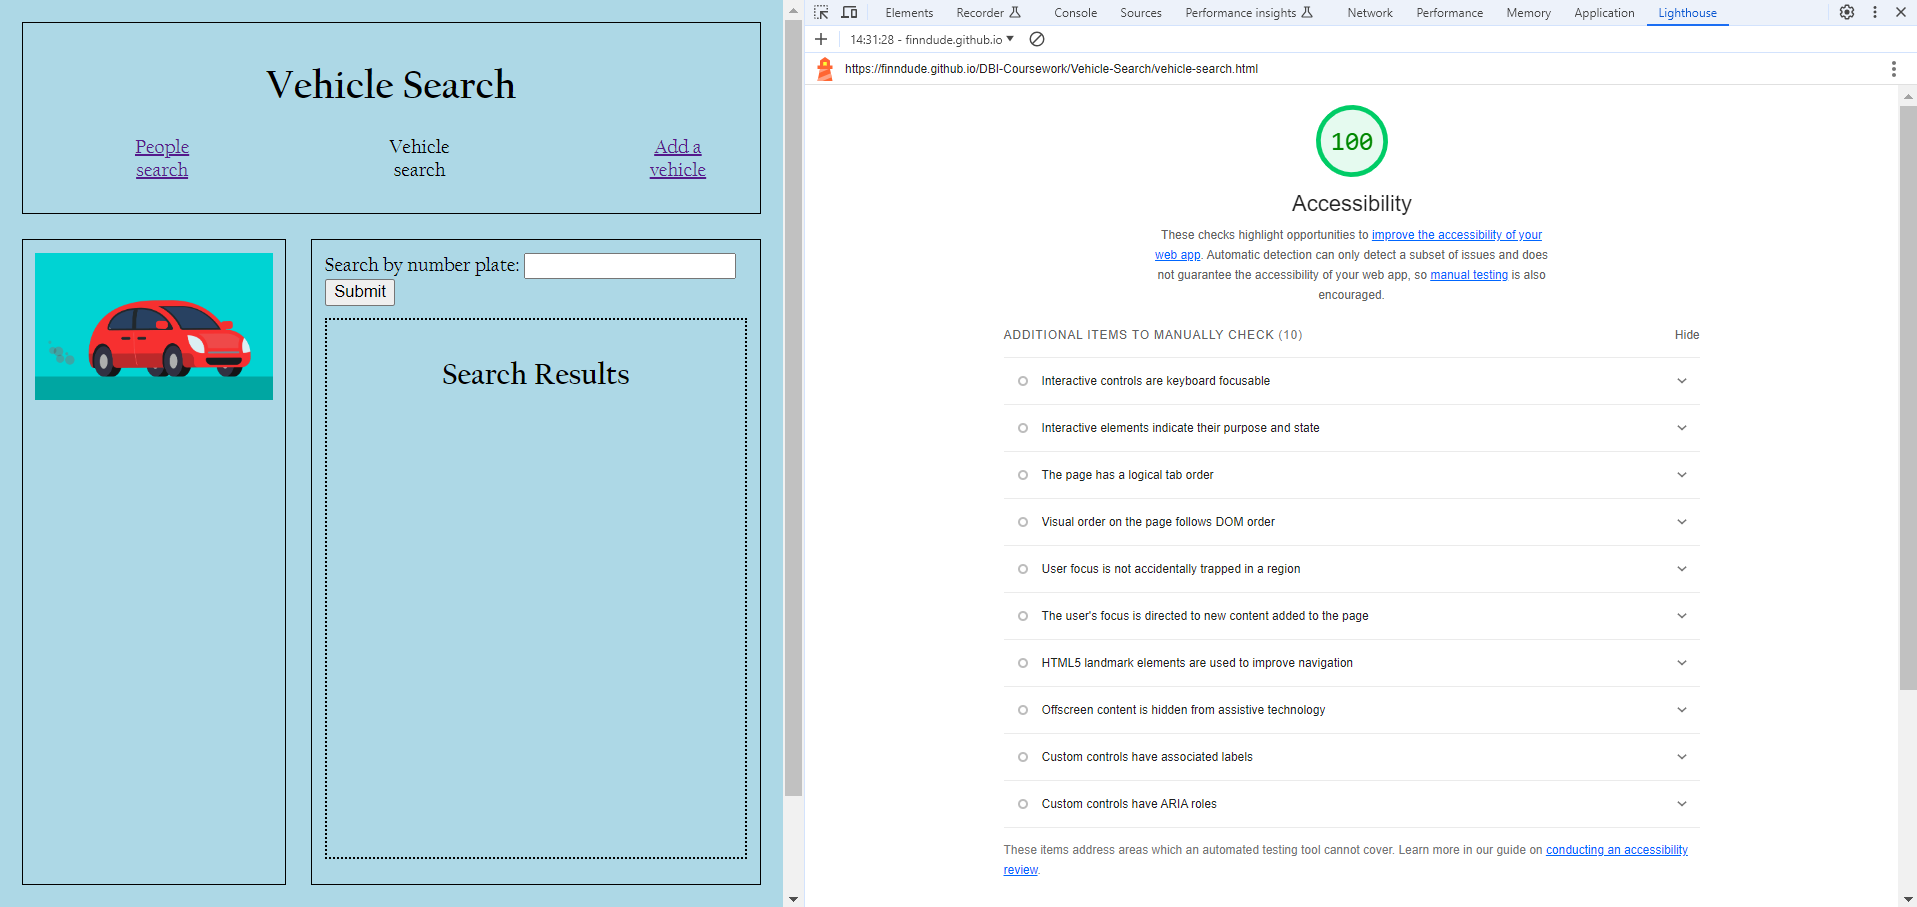 Vehicle Search
People search
Vehicle search
Add a vehicle
Search by number plate:
Submit
Search Results
Elements Recorder Console Sources Performance insights Network Performance Memory Application Lighthouse
14:31:28 - finndude.github.io
https://finndude.github.io/DBI-Coursework/Vehicle-Search/vehicle-search.html
100
Accessibility
These checks highlight opportunities to improve the accessibility of your
web app. Automatic detection can only detect a subset of issues and does
not guarantee the accessibility of your web app, so manual testing is also
encouraged.
ADDITIONAL ITEMS TO MANUALLY CHECK (10) Hide
Interactive controls are keyboard focusable
Interactive elements indicate their purpose and state
The page has a logical tab order
Visual order on the page follows DOM order
User focus is not accidentally trapped in a region
The user's focus is directed to new content added to the page
HTML5 landmark elements are used to improve navigation
Offscreen content is hidden from assistive technology
Custom controls have associated labels
Custom controls have ARIA roles
These items address areas which an automated testing tool cannot cover. Learn more in our guide on conducting an accessibility
review.